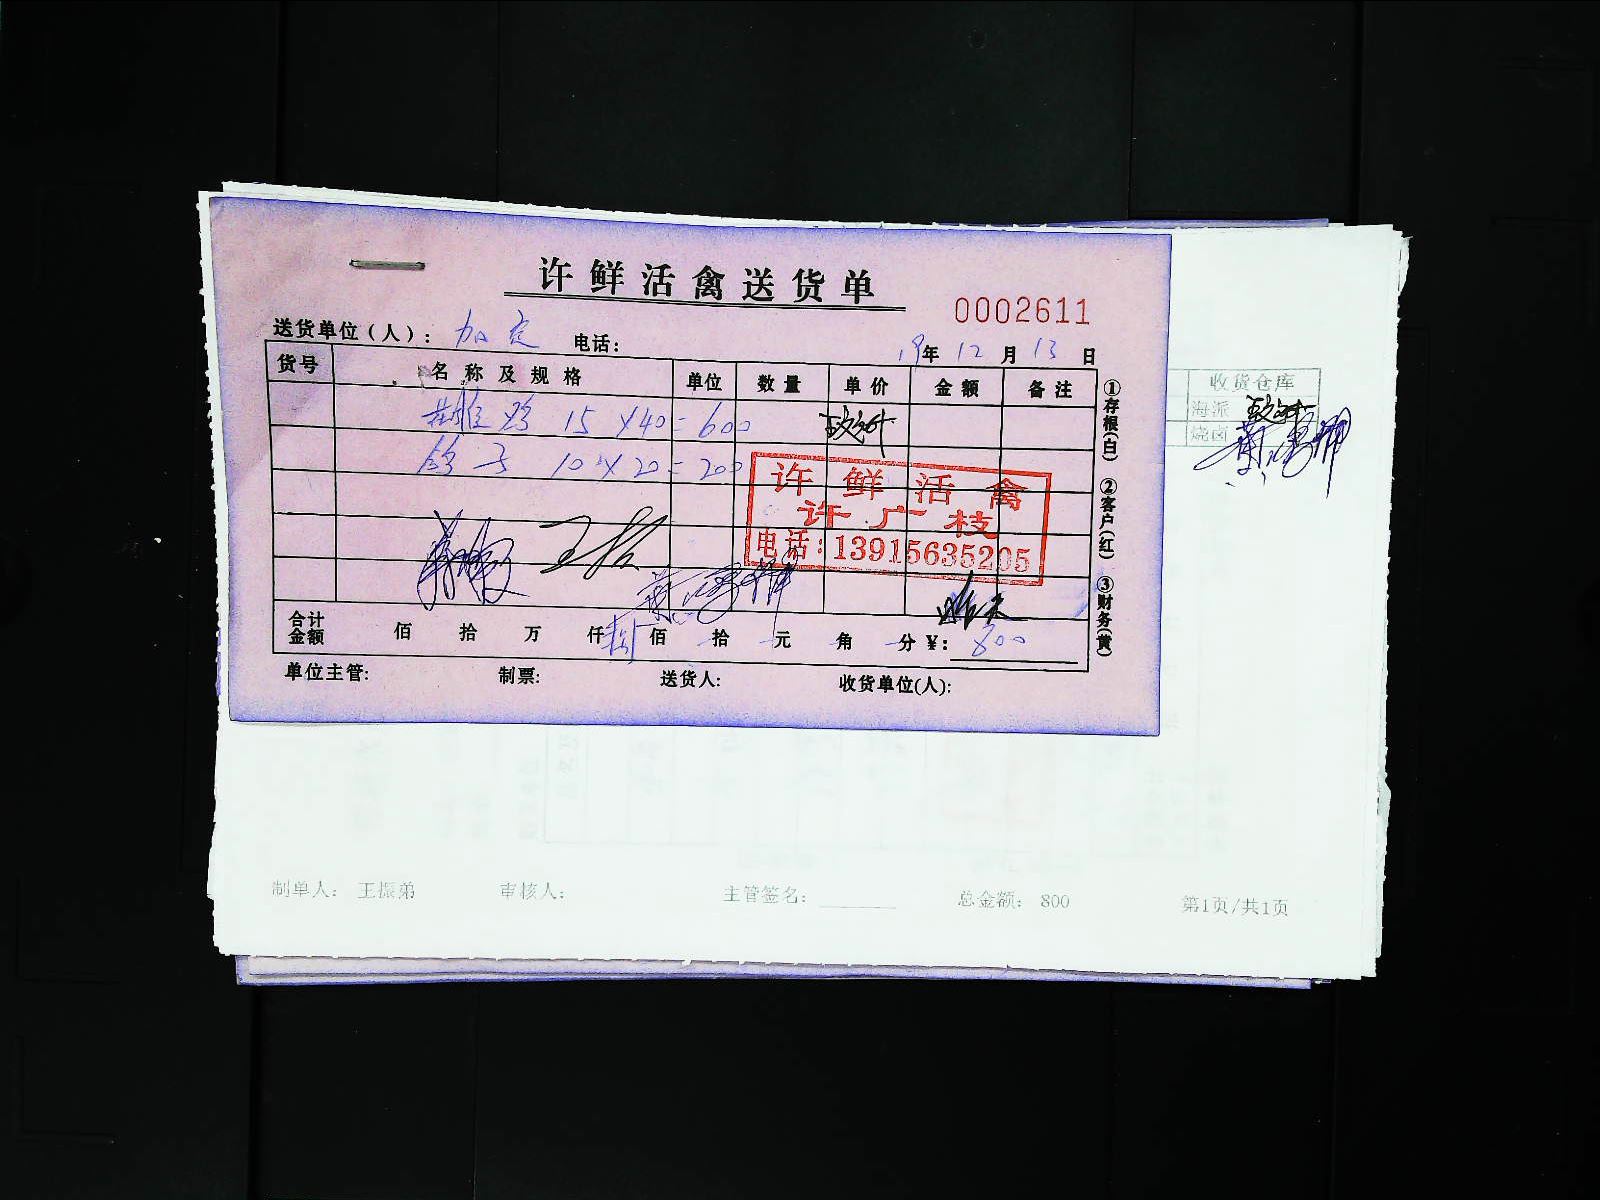 许鲜活禽送货单
0002611
送货单位（人）： 加定 电话：
19年 12月 13日
货号 名称及规格 单位 数量 单价 金额 备注
鸡 15×40=600
鸽子 10×20=200
许鲜活禽
许广枝
电话：13915635205
合计金额 佰 拾 万 仟 佰 拾 元 角 分 ¥： 800
单位主管： 制票： 送货人： 收货单位(人)：
①存根(白) ②客户(红) ③财务(黄)
收货仓库
海派
烧卤
制单人： 王振弟 审核人： 主管签名： 总金额： 800 第1页/共1页